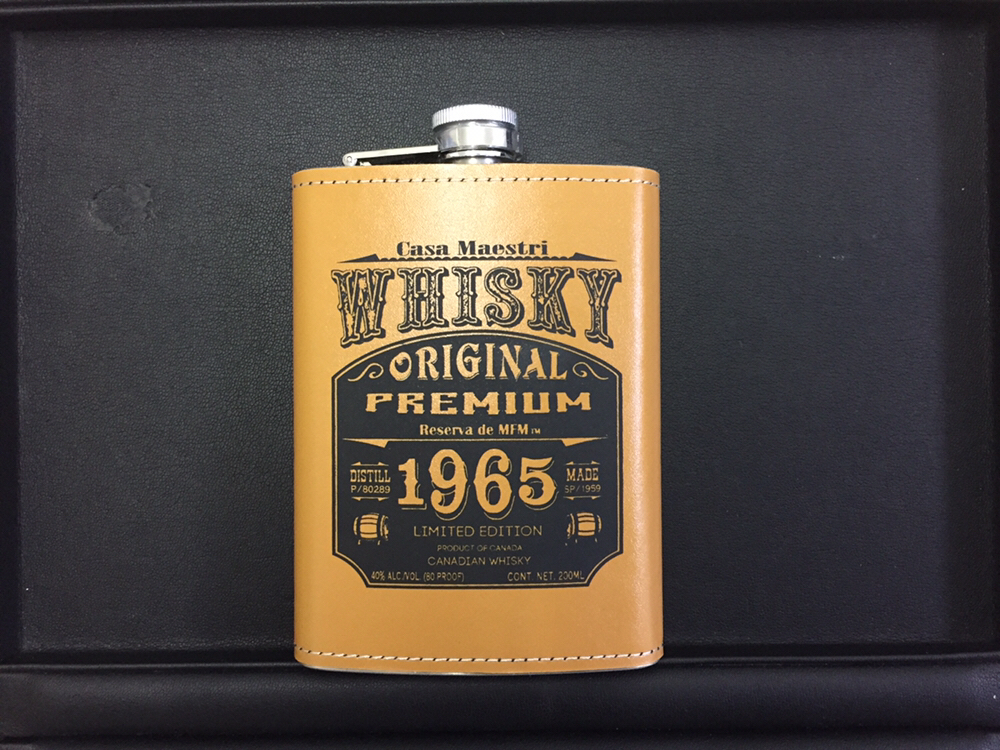 Casa Maestri
WHISKY
ORIGINAL
PREMIUM
Reserva de MFM™
DISTILL
P/80289
1965
MADE
SP/1959
LIMITED EDITION
PRODUCT OF CANADA
CANADIAN WHISKY
40% ALC/VOL. (80 PROOF) CONT. NET. 200ML